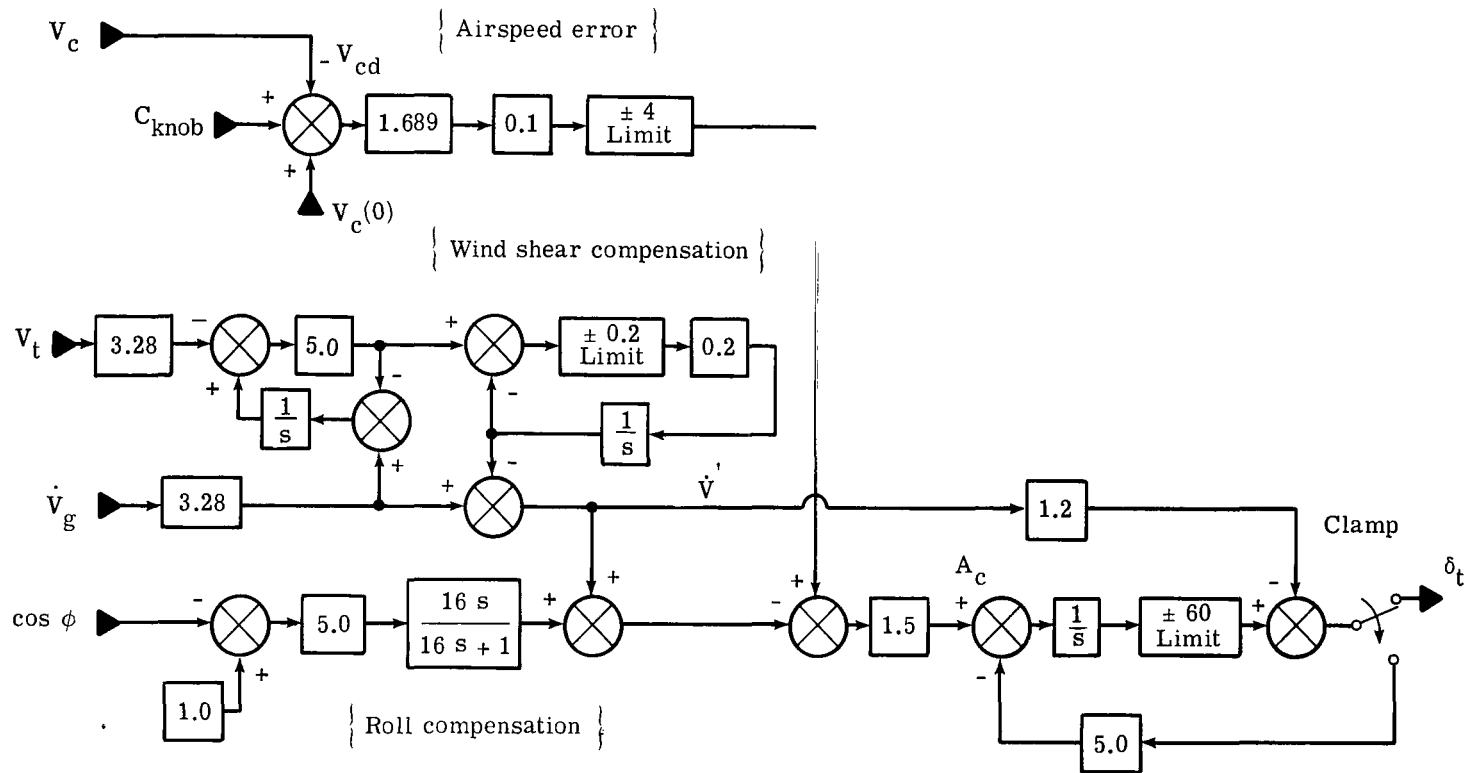 V_c
{ Airspeed error }
- V_cd
+
C_knob
1.689
0.1
± 4
Limit
+
V_c(0)
{ Wind shear compensation }
V_t
3.28
−
5.0
+
± 0.2
Limit
0.2
+
1/s
-
-
1/s
+
-
V̇_g
3.28
+
V̇'
1.2
Clamp
cos ϕ
-
5.0
16 s
16 s + 1
+
+
-
+
1.5
A_c
+
1/s
± 60
Limit
+
-
δ_t
+
1.0
{ Roll compensation }
-
5.0